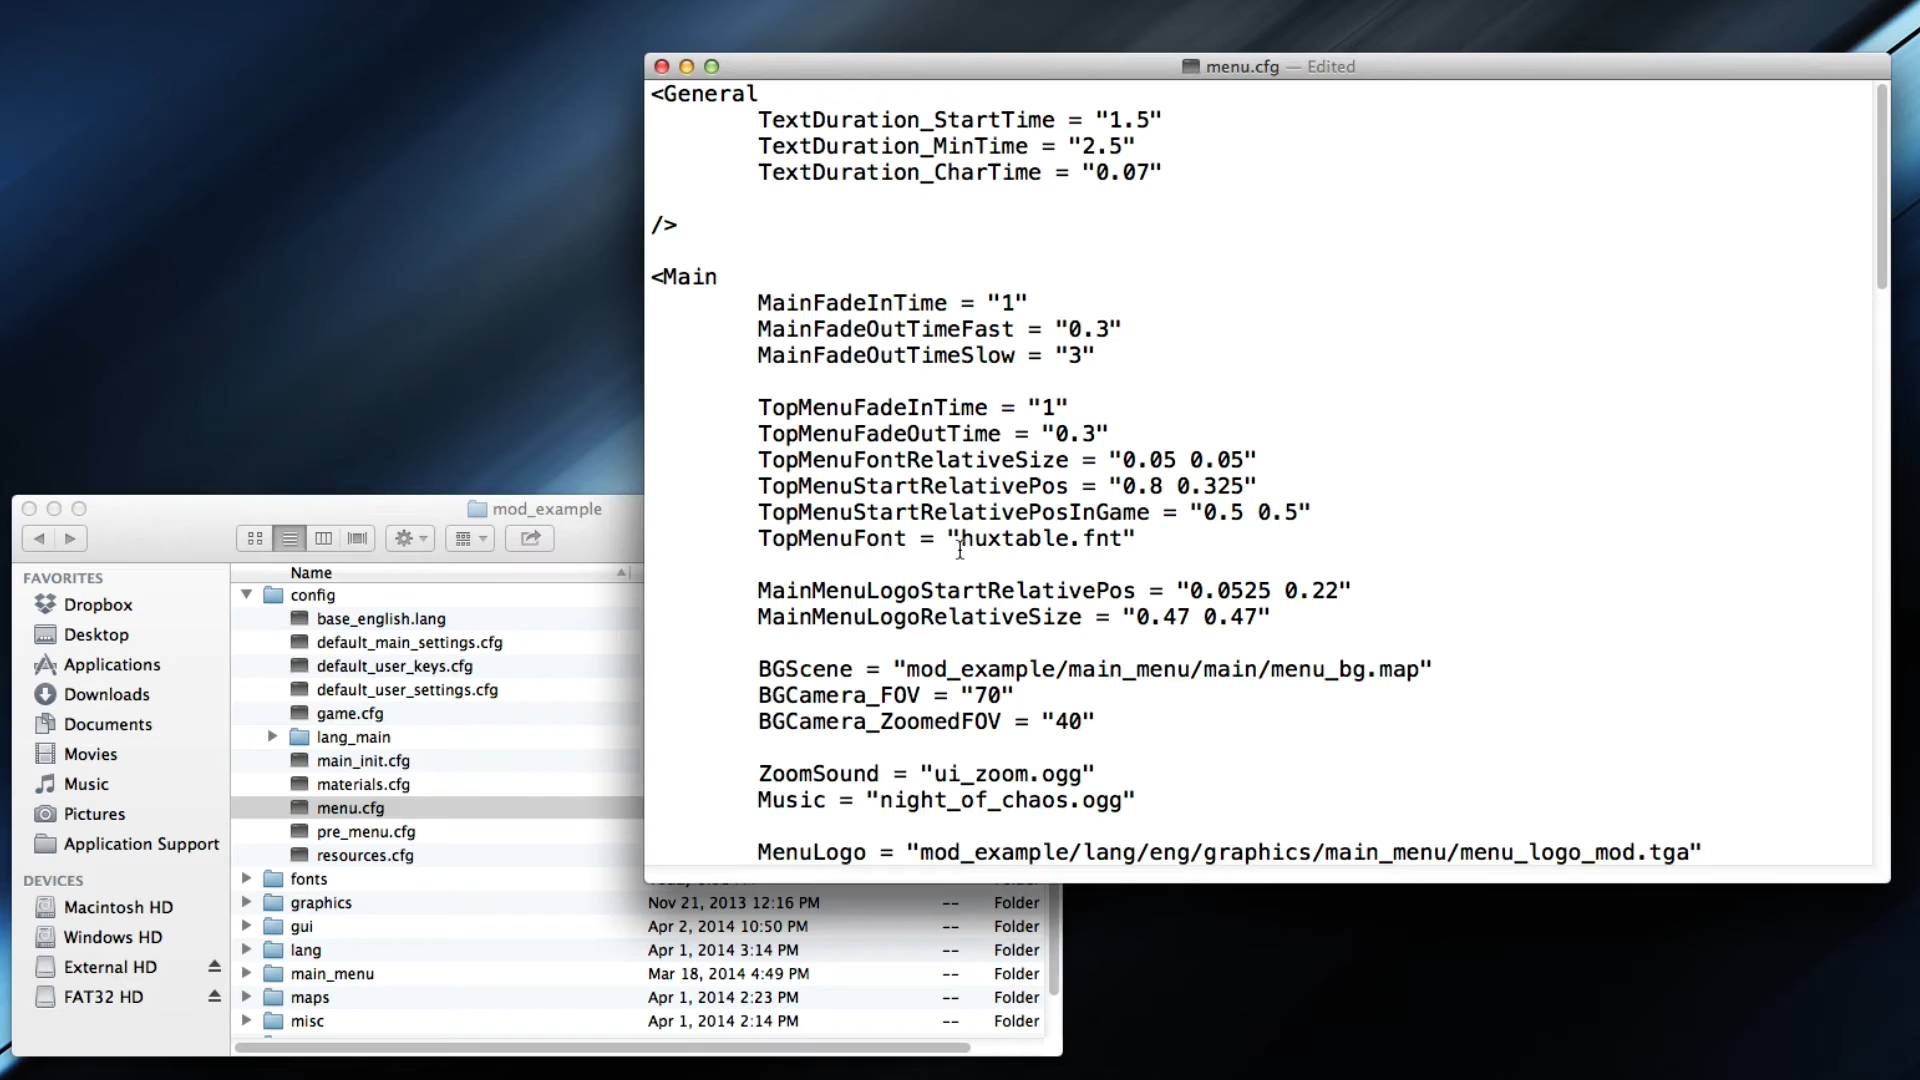 menu.cfg — Edited
<General
TextDuration_StartTime = "1.5"
TextDuration_MinTime = "2.5"
TextDuration_CharTime = "0.07"
/>
<Main
MainFadeInTime = "1"
MainFadeOutTimeFast = "0.3"
MainFadeOutTimeSlow = "3"
TopMenuFadeInTime = "1"
TopMenuFadeOutTime = "0.3"
TopMenuFontRelativeSize = "0.05 0.05"
TopMenuStartRelativePos = "0.8 0.325"
TopMenuStartRelativePosInGame = "0.5 0.5"
TopMenuFont = "huxtable.fnt"
MainMenuLogoStartRelativePos = "0.0525 0.22"
MainMenuLogoRelativeSize = "0.47 0.47"
BGScene = "mod_example/main_menu/main/menu_bg.map"
BGCamera_FOV = "70"
BGCamera_ZoomedFOV = "40"
ZoomSound = "ui_zoom.ogg"
Music = "night_of_chaos.ogg"
MenuLogo = "mod_example/lang/eng/graphics/main_menu/menu_logo_mod.tga"
mod_example
FAVORITES
Dropbox
Desktop
Applications
Downloads
Documents
Movies
Music
Pictures
Application Support
DEVICES
Macintosh HD
Windows HD
External HD
FAT32 HD
Name
config
base_english.lang
default_main_settings.cfg
default_user_keys.cfg
default_user_settings.cfg
game.cfg
lang_main
main_init.cfg
materials.cfg
menu.cfg
pre_menu.cfg
resources.cfg
fonts
graphics Nov 21, 2013 12:16 PM -- Folder
gui Apr 2, 2014 10:50 PM -- Folder
lang Apr 1, 2014 3:14 PM -- Folder
main_menu Mar 18, 2014 4:49 PM -- Folder
maps Apr 1, 2014 2:23 PM -- Folder
misc Apr 1, 2014 2:14 PM -- Folder